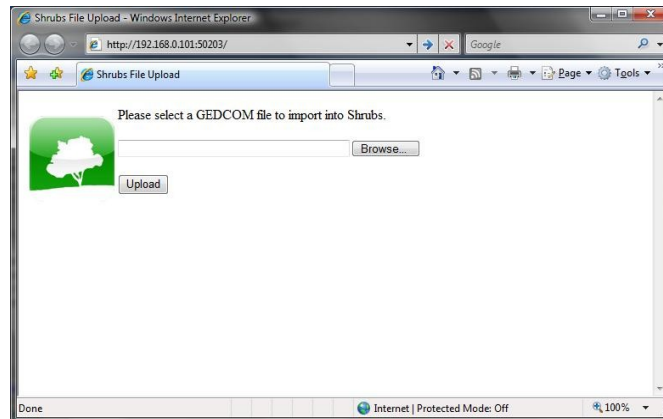 Shrubs File Upload - Windows Internet Explorer
http://192.168.0.101:50203/
Google
Shrubs File Upload
Page
Tools
Please select a GEDCOM file to import into Shrubs.
Browse...
Upload
Done
Internet | Protected Mode: Off
100%